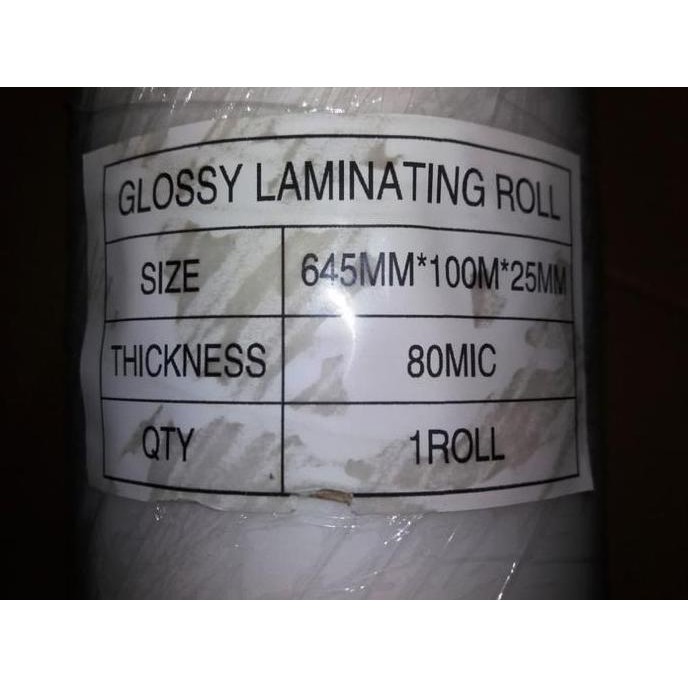 GLOSSY LAMINATING ROLL
SIZE 645MM*100M*25MM
THICKNESS 80MIC
QTY 1ROLL